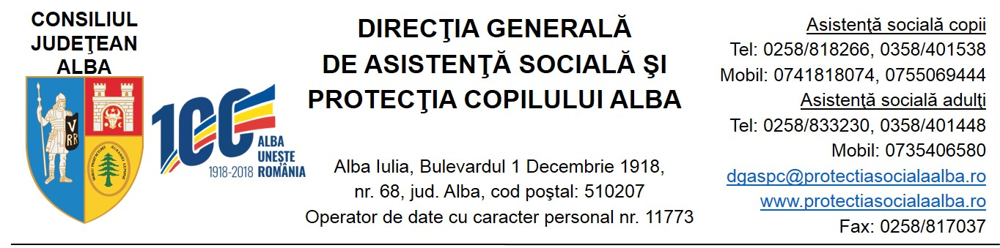 CONSILIUL
JUDEŢEAN
ALBA
VRR
100
ALBA
UNEȘTE
1918-2018 ROMÂNIA
DIRECŢIA GENERALĂ
DE ASISTENŢĂ SOCIALĂ ŞI
PROTECŢIA COPILULUI ALBA
Alba Iulia, Bulevardul 1 Decembrie 1918,
nr. 68, jud. Alba, cod poştal: 510207
Operator de date cu caracter personal nr. 11773
Asistenţă socială copii
Tel: 0258/818266, 0358/401538
Mobil: 0741818074, 0755069444
Asistenţă socială adulţi
Tel: 0258/833230, 0358/401448
Mobil: 0735406580
dgaspc@protectiasocialaalba.ro
www.protectiasocialaalba.ro
Fax: 0258/817037